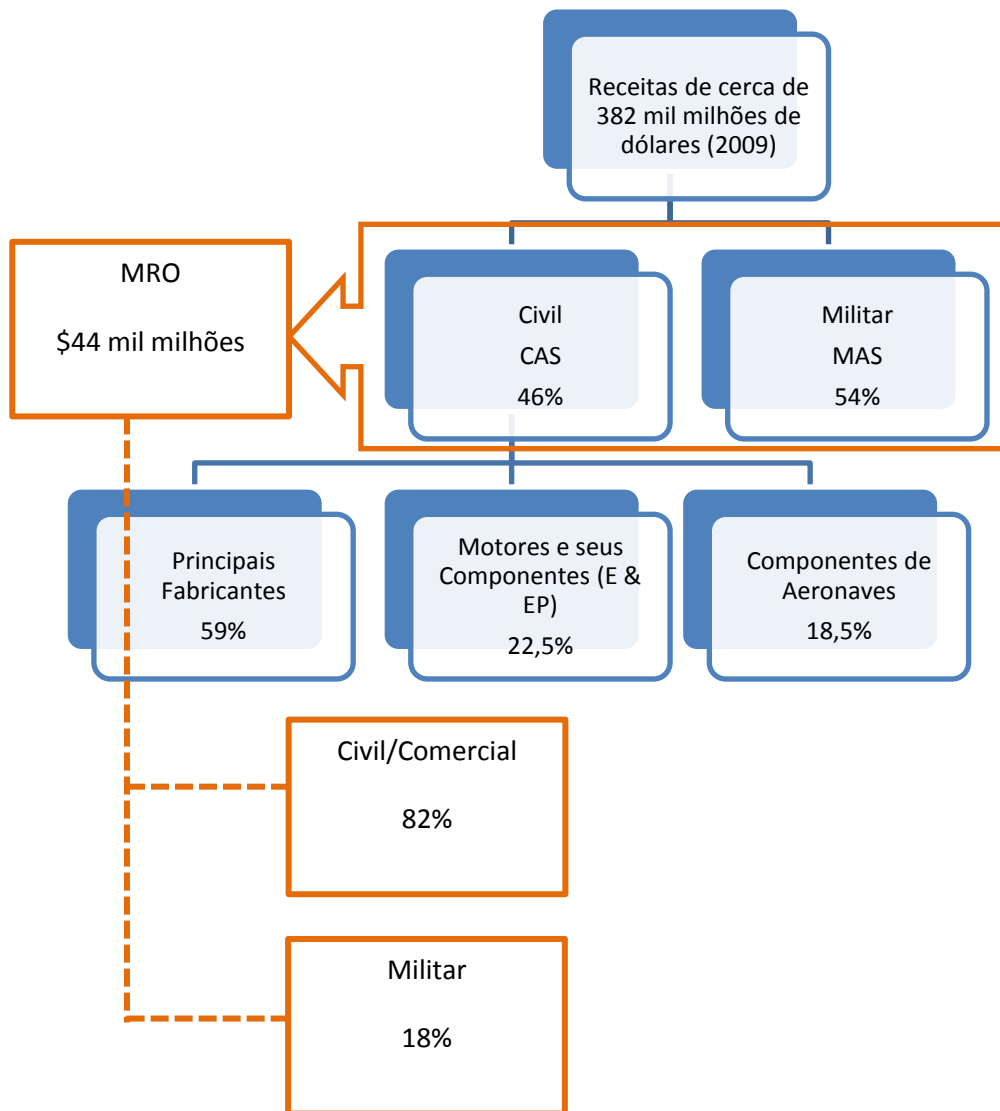 Receitas de cerca de
382 mil milhões de
dólares (2009)
MRO
$44 mil milhões
Civil
CAS
46%
Militar
MAS
54%
Principais
Fabricantes
59%
Motores e seus
Componentes (E &
EP)
22,5%
Componentes de
Aeronaves
18,5%
Civil/Comercial
82%
Militar
18%